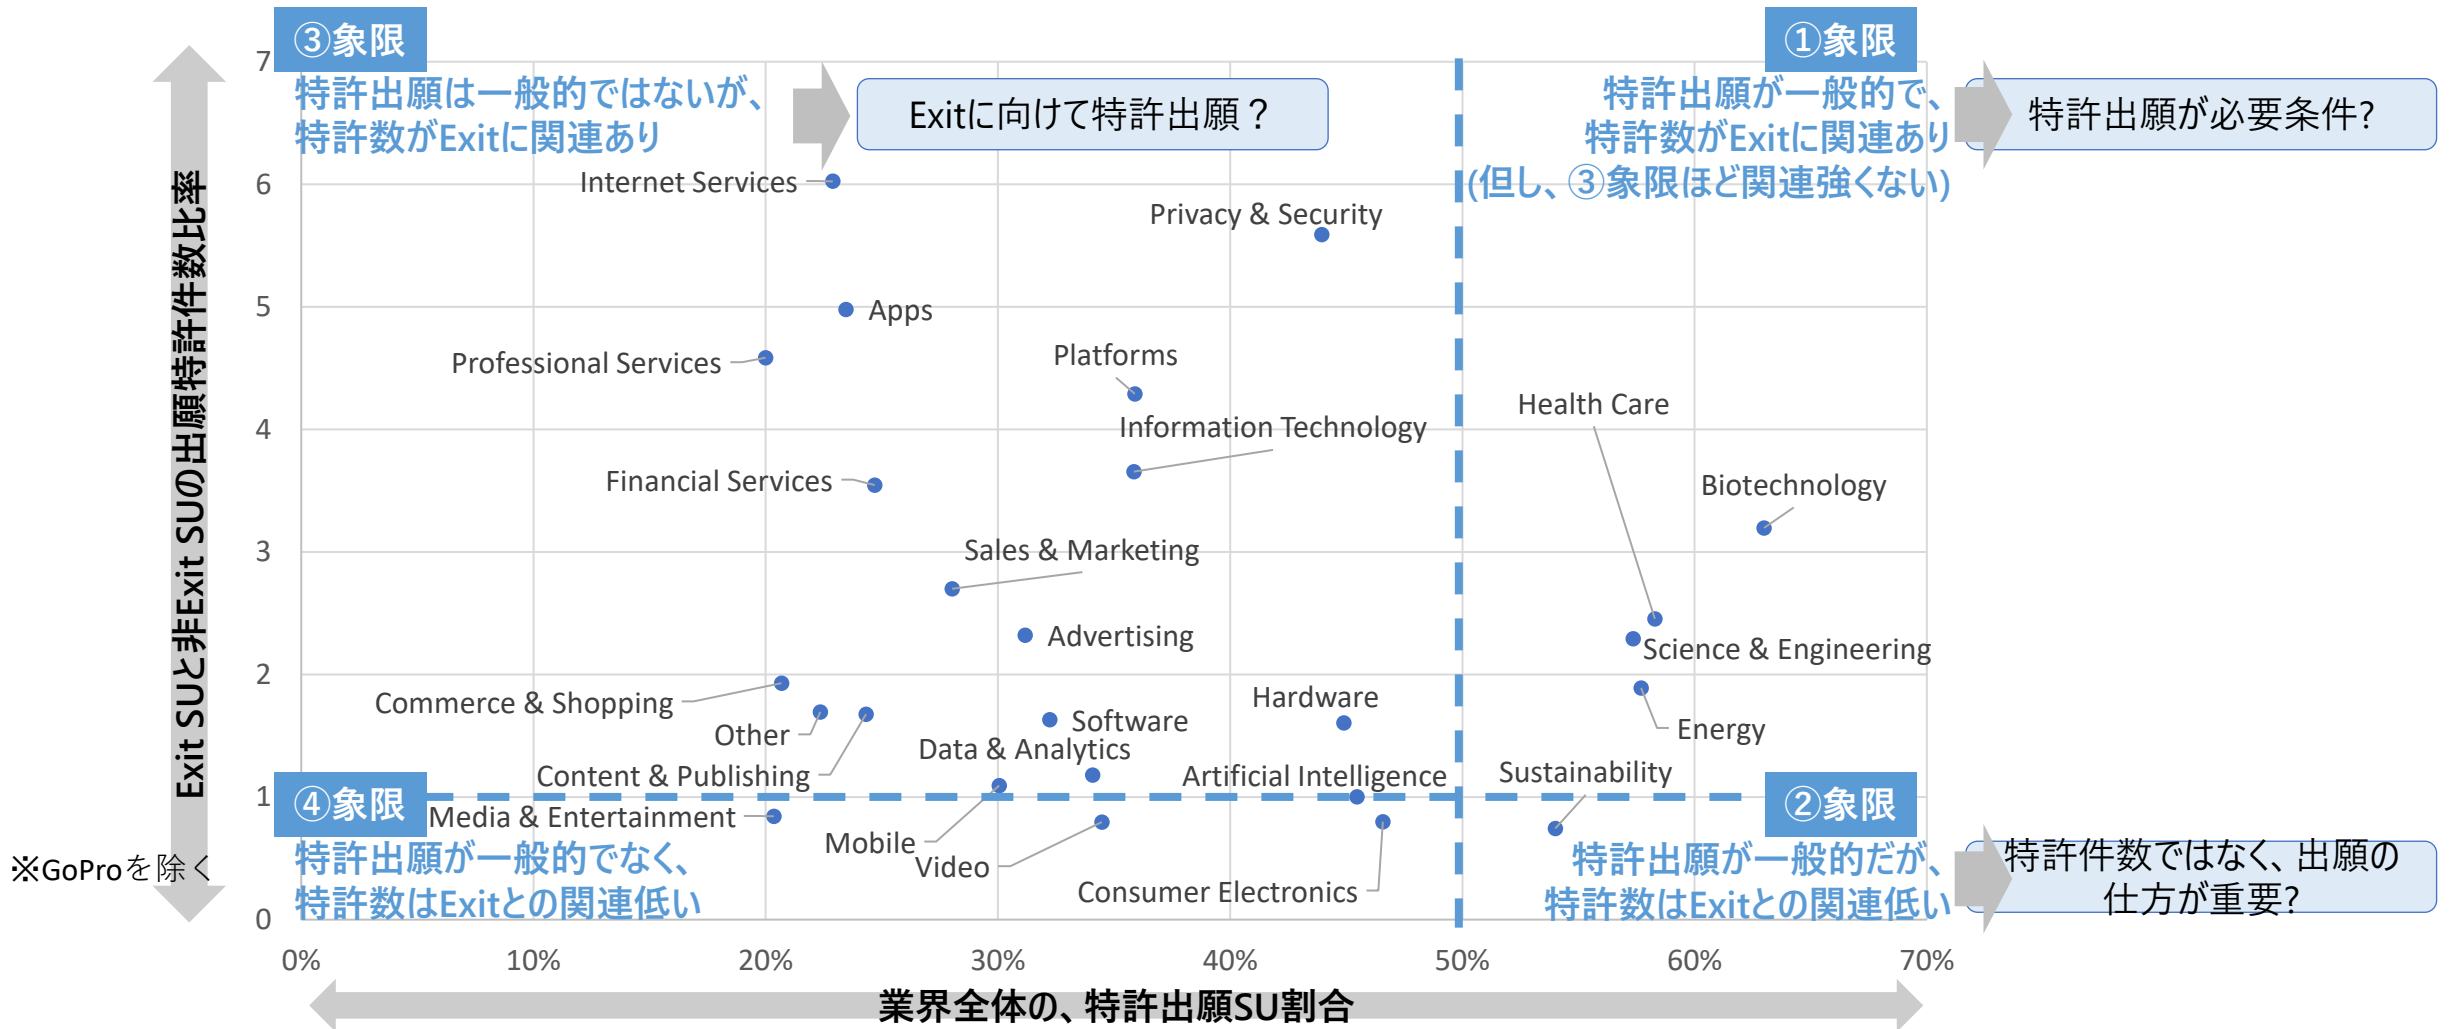 ③象限
特許出願は一般的ではないが、
特許数がExitに関連あり
Exitに向けて特許出願？
①象限
特許出願が一般的で、
特許数がExitに関連あり
(但し、③象限ほど関連強くない)
特許出願が必要条件?
Exit SUと非Exit SUの出願特許件数比率
7
6
5
4
3
2
1
0
Internet Services
Privacy & Security
Apps
Professional Services
Platforms
Health Care
Information Technology
Financial Services
Biotechnology
Sales & Marketing
Advertising
Science & Engineering
Commerce & Shopping
Hardware
Other
Software
Energy
Data & Analytics
Content & Publishing
Artificial Intelligence
Sustainability
④象限
Media & Entertainment
Mobile
Video
Consumer Electronics
②象限
特許出願が一般的でなく、
特許数はExitとの関連低い
特許出願が一般的だが、
特許数はExitとの関連低い
特許件数ではなく、出願の
仕方が重要?
※GoProを除く
0%
10%
20%
30%
40%
50%
60%
70%
業界全体の、特許出願SU割合